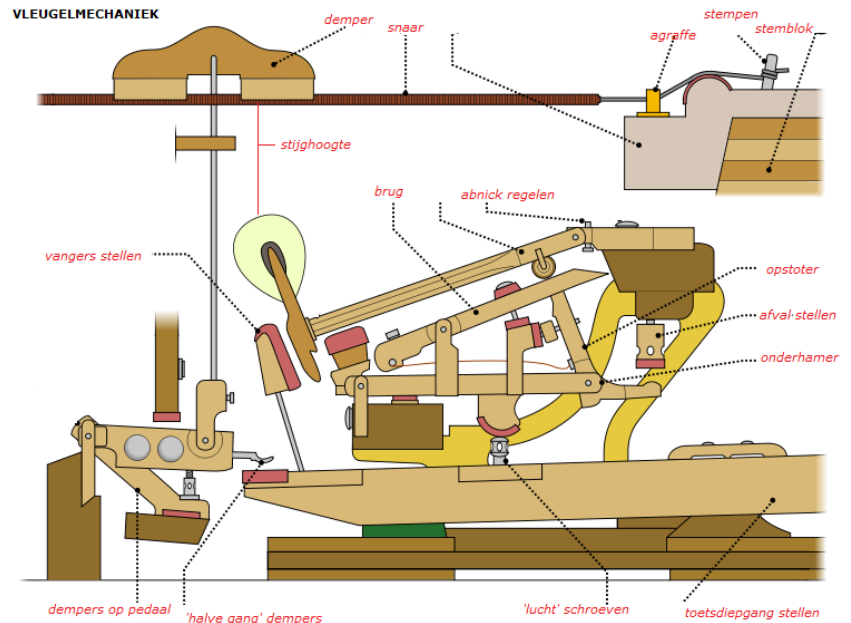 VLEUGELMECHANIEK
demper
snaar
stempen
stemblok
agraffe
stijghoogte
brug
abnick regelen
vangers stellen
opstoter
afval stellen
onderhamer
dempers op pedaal
'halve gang' dempers
'lucht' schroeven
toetsdiepgang stellen